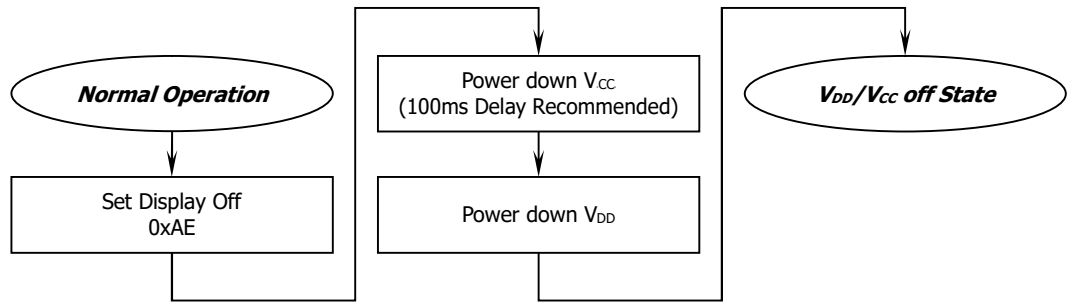 Normal Operation
Set Display Off
0xAE
Power down VCC
(100ms Delay Recommended)
Power down VDD
VDD/VCC off State